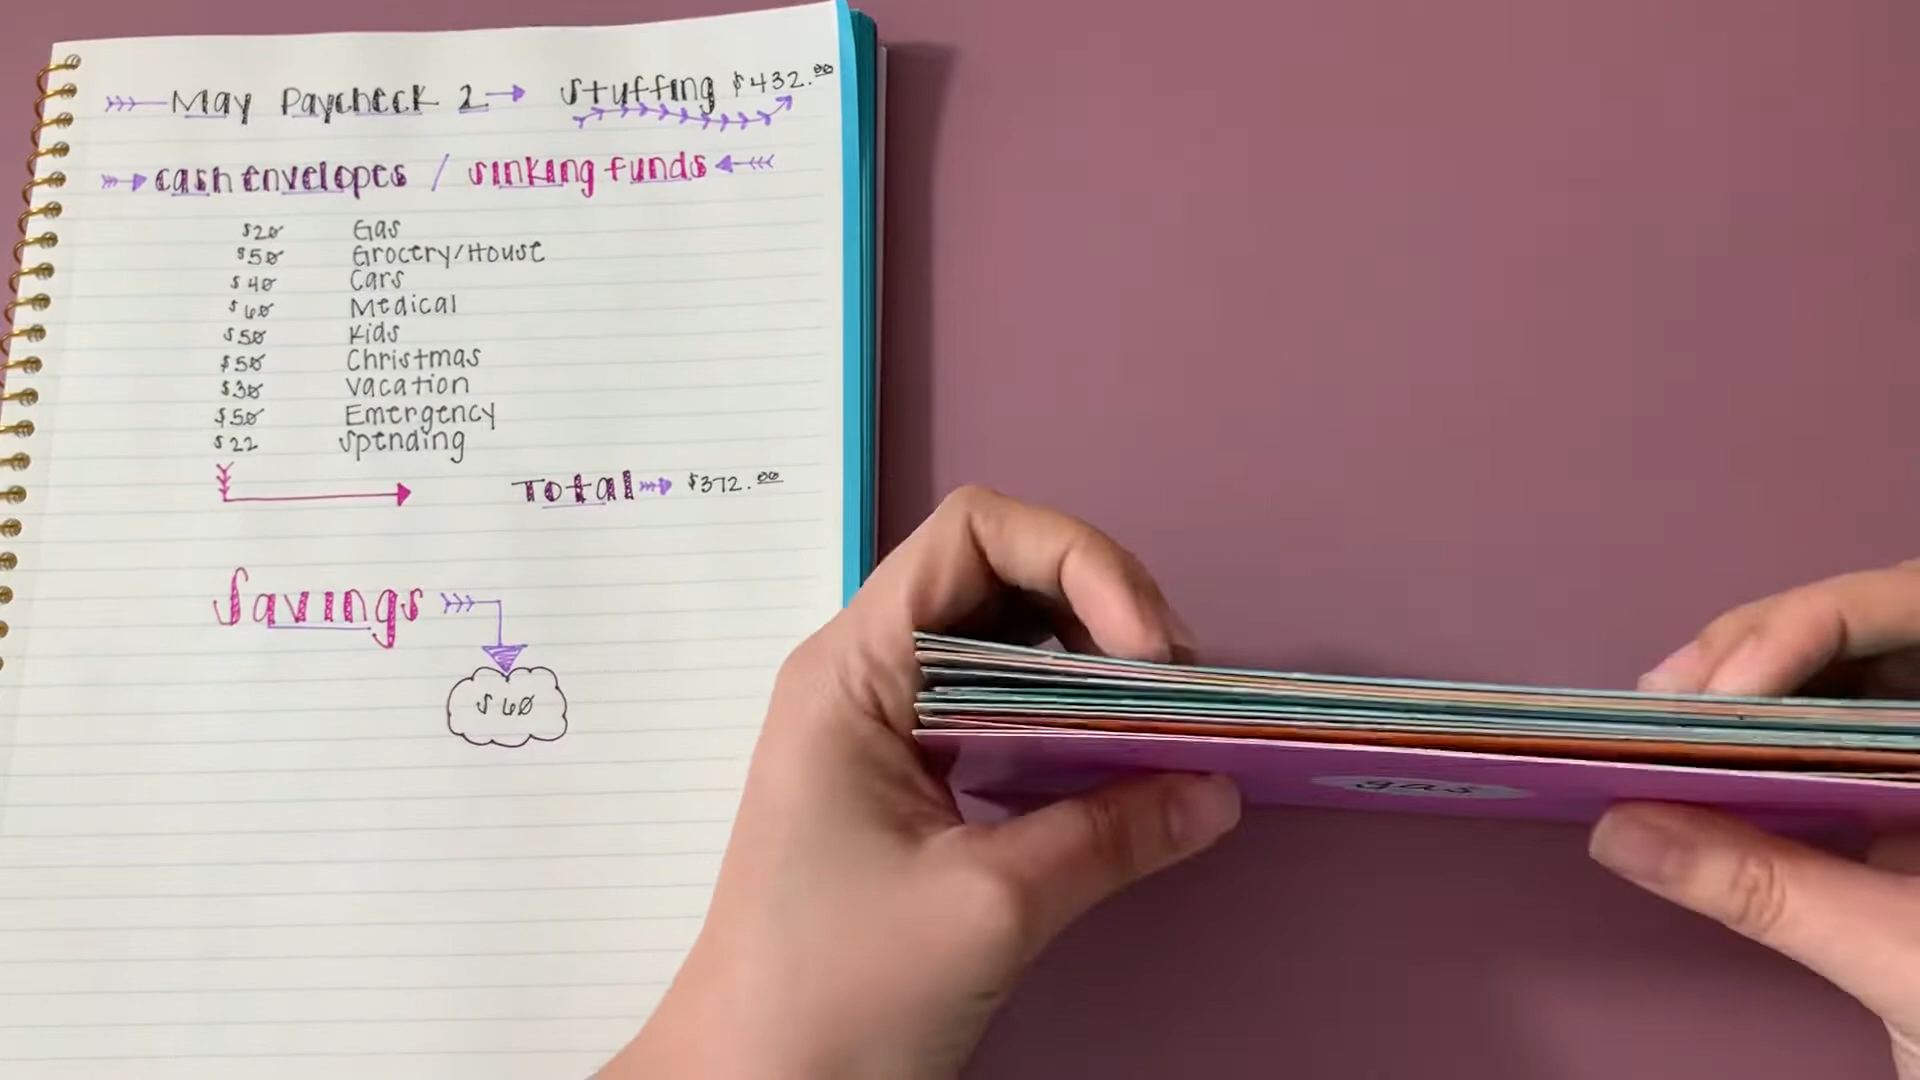 May Paycheck 2 → Stuffing $432.00
cash envelopes / sinking funds
$20 Gas
$50 Grocery/House
$40 Cars
$60 Medical
$50 Kids
$50 Christmas
$30 Vacation
$50 Emergency
$22 Spending
Total $372.00
Savings
$60
gas